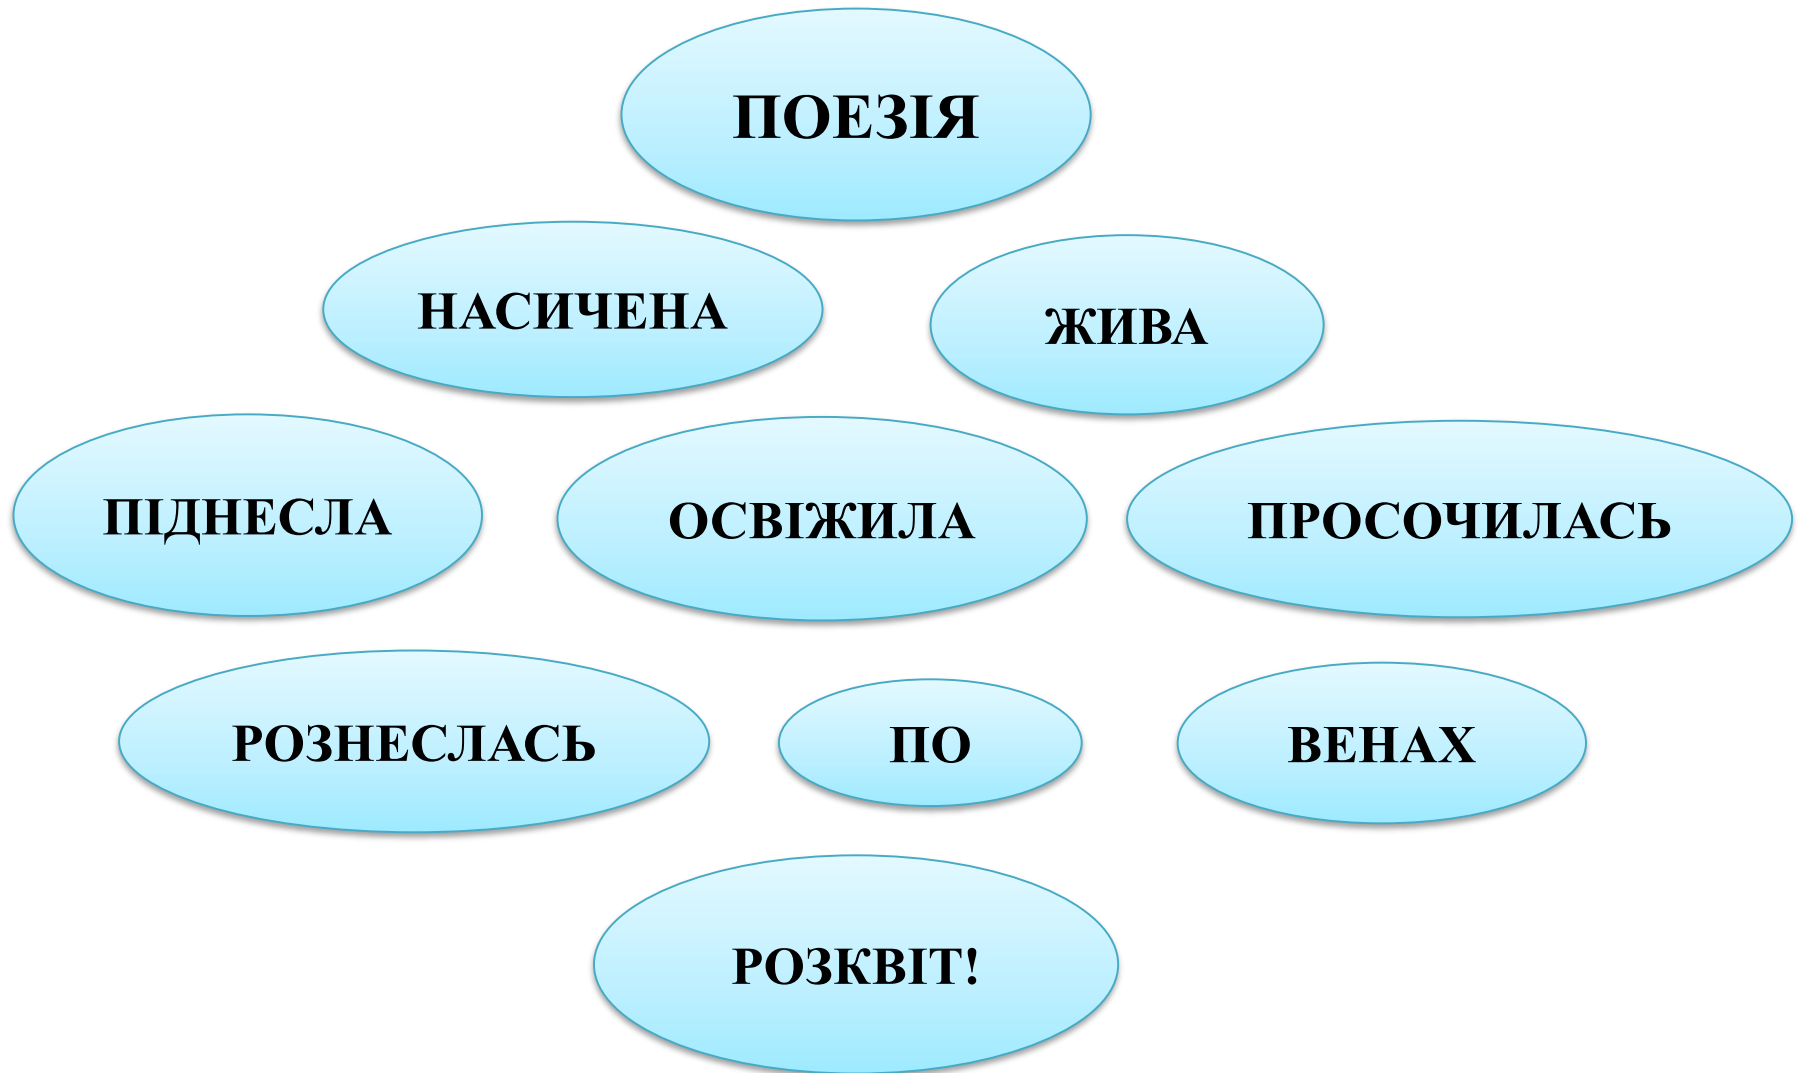 ПОЕЗІЯ
НАСИЧЕНА ЖИВА
ПІДНЕСЛА ОСВІЖИЛА ПРОСОЧИЛАСЬ
РОЗНЕСЛАСЬ ПО ВЕНАХ
РОЗКВІТ!